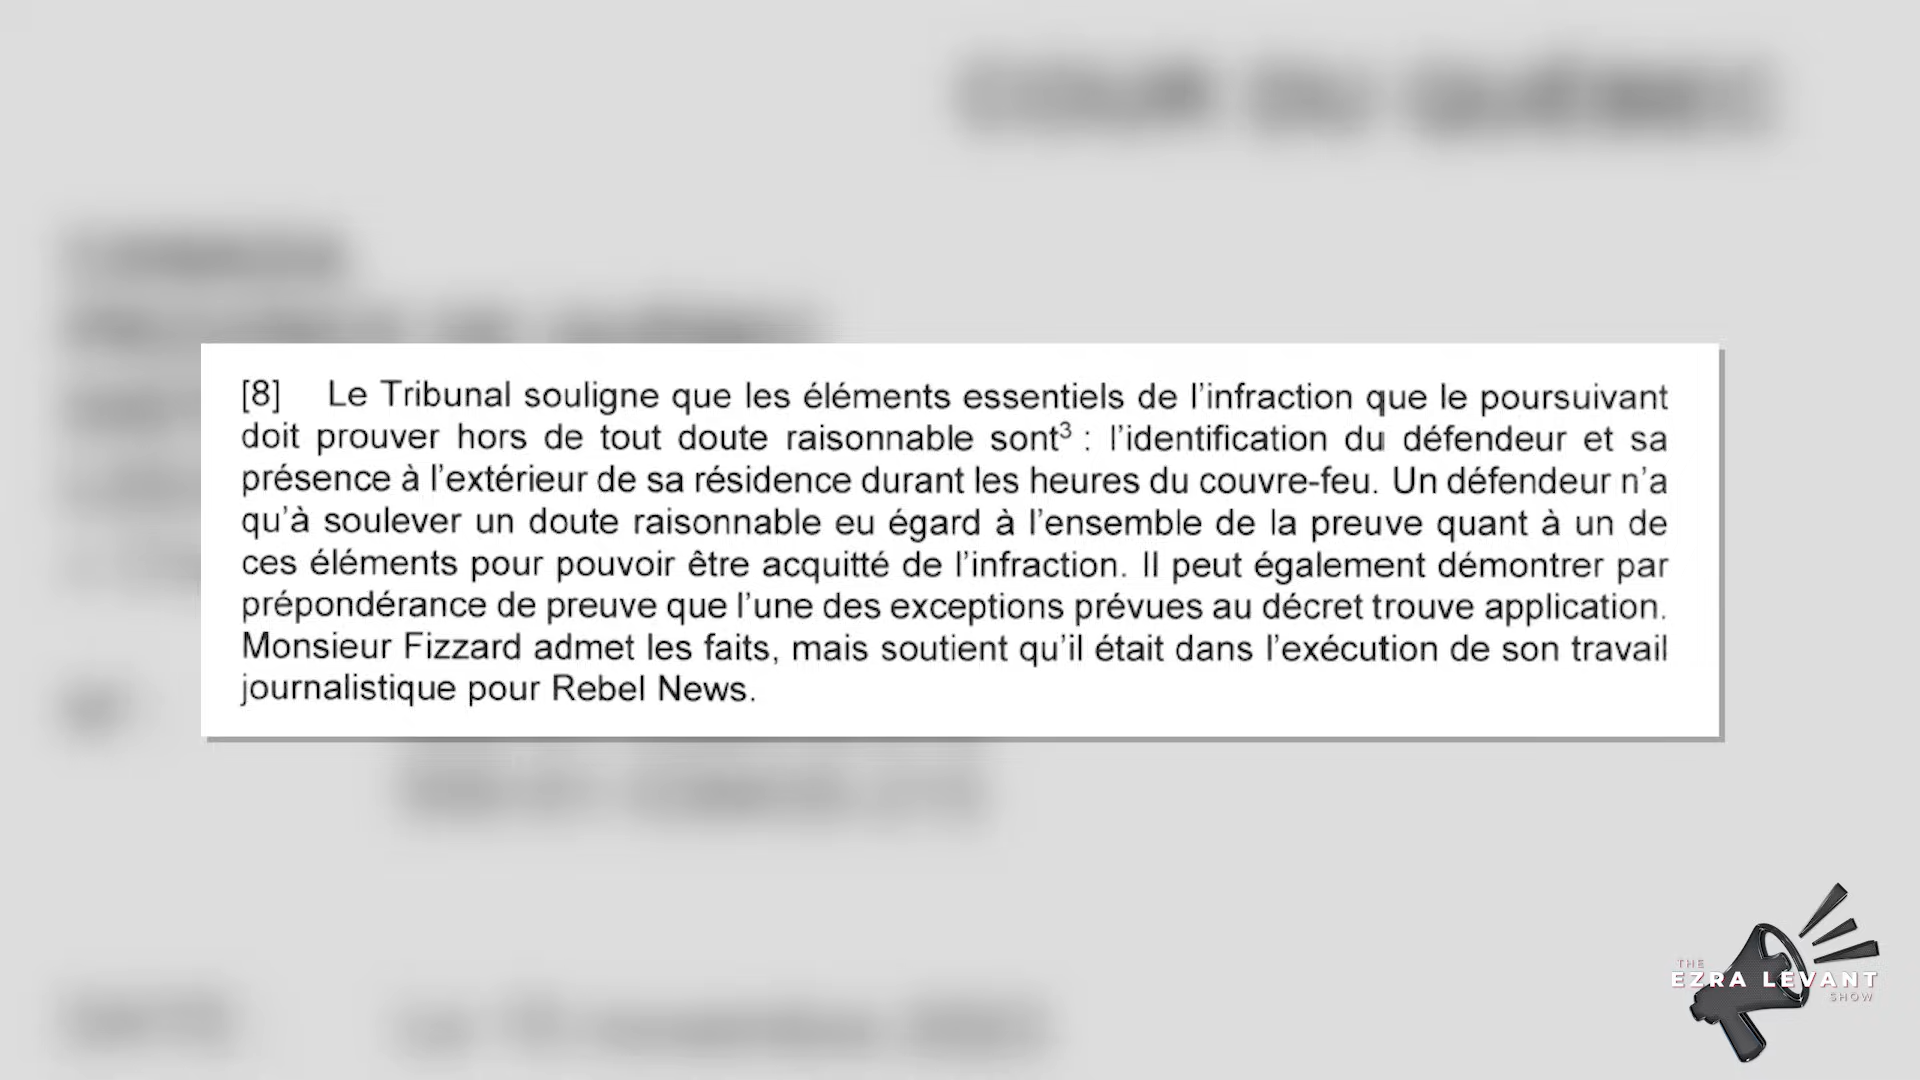 COUR DU QUÉBEC
CANADA
[8] Le Tribunal souligne que les éléments essentiels de l'infraction que le poursuivant
doit prouver hors de tout doute raisonnable sont³ : l'identification du défendeur et sa
présence à l'extérieur de sa résidence durant les heures du couvre-feu. Un défendeur n'a
qu'à soulever un doute raisonnable eu égard à l'ensemble de la preuve quant à un de
ces éléments pour pouvoir être acquitté de l'infraction. Il peut également démontrer par
prépondérance de preuve que l'une des exceptions prévues au décret trouve application.
Monsieur Fizzard admet les faits, mais soutient qu'il était dans l'exécution de son travail
journalistique pour Rebel News.
THE
EZRA LEVANT
SHOW